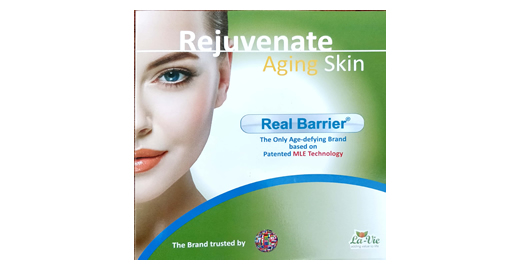 Rejuvenate
Aging Skin
Real Barrier®
The Only Age-defying Brand
based on
Patented MLE Technology
The Brand trusted by
La-Vie